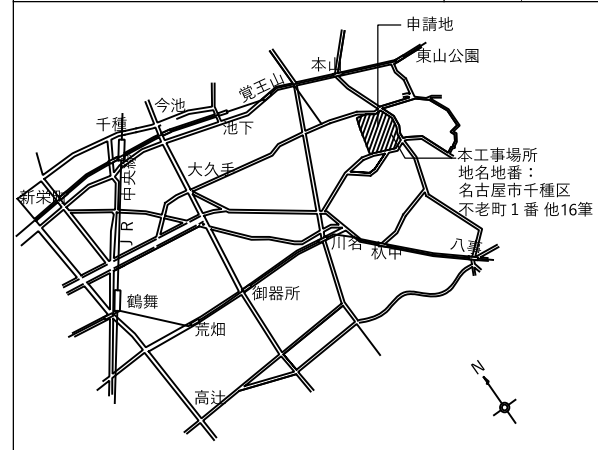 申請地
東山公園
本山
覚王山
今池
千種
池下
本工事場所
地名地番：
名古屋市千種区
不老町１番 他16筆
大久手
中央線
新栄町
ＪＲ
川名
杁中
八事
御器所
鶴舞
荒畑
高辻
N